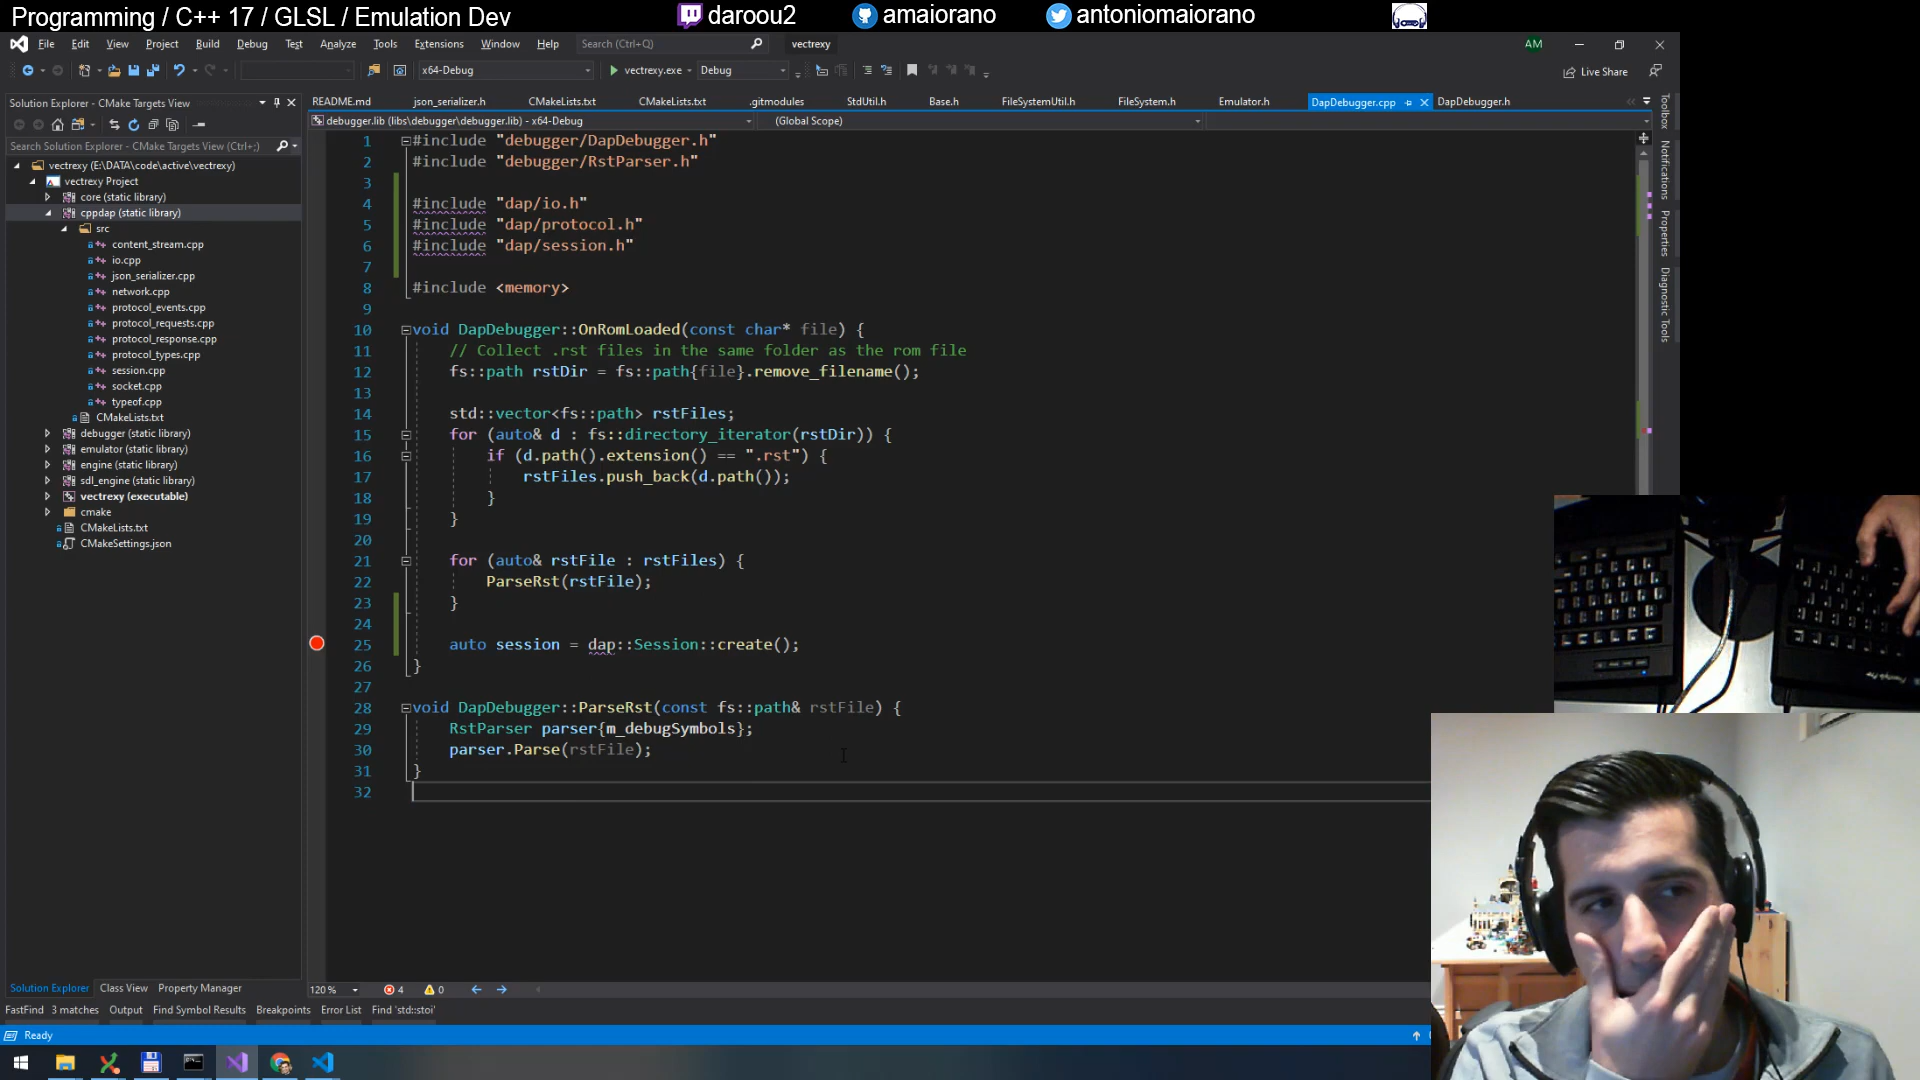 Programming / C++ 17 / GLSL / Emulation Dev
daroou2
amaiorano
antoniomaiorano
File Edit View Project Build Debug Test Analyze Tools Extensions Window Help
Search (Ctrl+Q)
vectrexy
AM
x64-Debug
vectrexy.exe
Debug
Live Share
Solution Explorer - CMake Targets View
Search Solution Explorer - CMake Targets View (Ctrl+;)
vectrexy (E:\DATA\code\active\vectrexy)
vectrexy Project
core (static library)
cppdap (static library)
src
content_stream.cpp
io.cpp
json_serializer.cpp
network.cpp
protocol_events.cpp
protocol_requests.cpp
protocol_response.cpp
protocol_types.cpp
session.cpp
socket.cpp
typeof.cpp
CMakeLists.txt
debugger (static library)
emulator (static library)
engine (static library)
sdl_engine (static library)
vectrexy (executable)
cmake
CMakeLists.txt
CMakeSettings.json
README.md json_serializer.h CMakeLists.txt CMakeLists.txt .gitmodules StdUtil.h Base.h FileSystemUtil.h FileSystem.h Emulator.h DapDebugger.cpp DapDebugger.h
debugger.lib (libs\debugger\debugger.lib) - x64-Debug
(Global Scope)
1 #include "debugger/DapDebugger.h"
2 #include "debugger/RstParser.h"
3
4 #include "dap/io.h"
5 #include "dap/protocol.h"
6 #include "dap/session.h"
7
8 #include <memory>
9
10 void DapDebugger::OnRomLoaded(const char* file) {
11 // Collect .rst files in the same folder as the rom file
12 fs::path rstDir = fs::path{file}.remove_filename();
13
14 std::vector<fs::path> rstFiles;
15 for (auto& d : fs::directory_iterator(rstDir)) {
16 if (d.path().extension() == ".rst") {
17 rstFiles.push_back(d.path());
18 }
19 }
20
21 for (auto& rstFile : rstFiles) {
22 ParseRst(rstFile);
23 }
24
25 auto session = dap::Session::create();
26 }
27
28 void DapDebugger::ParseRst(const fs::path& rstFile) {
29 RstParser parser{m_debugSymbols};
30 parser.Parse(rstFile);
31 }
32
Toolbox
Notifications
Properties
Diagnostic Tools
Solution Explorer Class View Property Manager
120 %
4
0
FastFind 3 matches Output Find Symbol Results Breakpoints Error List Find 'std::stoi'
Ready